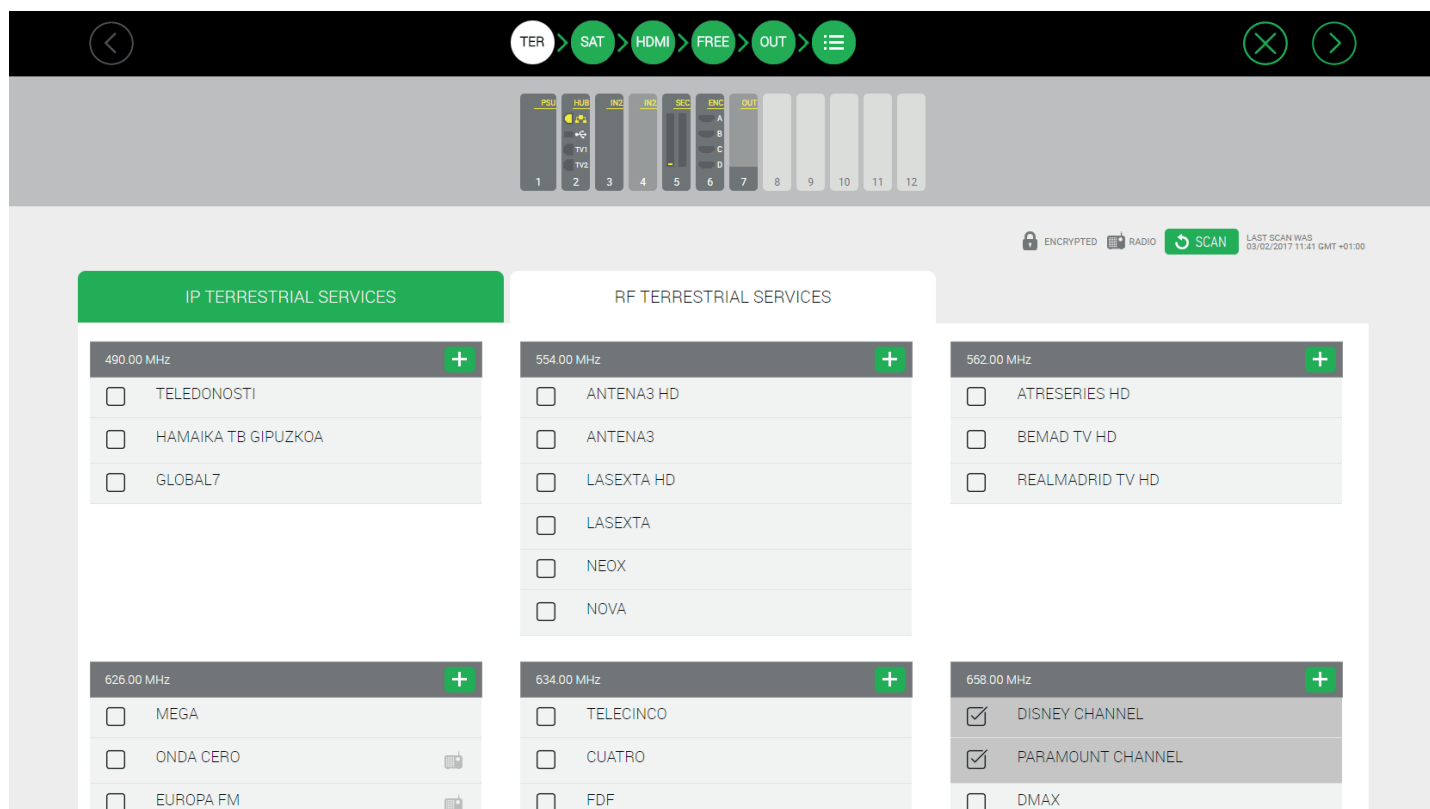 TER SAT HDMI FREE OUT
PSU HUB IN2 IN2 SEC ENC OUT
A
B
TV1 C
TV2 D
1 2 3 4 5 6 7 8 9 10 11 12
ENCRYPTED RADIO SCAN LAST SCAN WAS
03/02/2017 11:41 GMT +01:00
IP TERRESTRIAL SERVICES RF TERRESTRIAL SERVICES
490.00 MHz
TELEDONOSTI
HAMAIKA TB GIPUZKOA
GLOBAL7
554.00 MHz
ANTENA3 HD
ANTENA3
LASEXTA HD
LASEXTA
NEOX
NOVA
562.00 MHz
ATRESERIES HD
BEMAD TV HD
REALMADRID TV HD
626.00 MHz
MEGA
ONDA CERO
EUROPA FM
634.00 MHz
TELECINCO
CUATRO
FDF
658.00 MHz
DISNEY CHANNEL
PARAMOUNT CHANNEL
DMAX